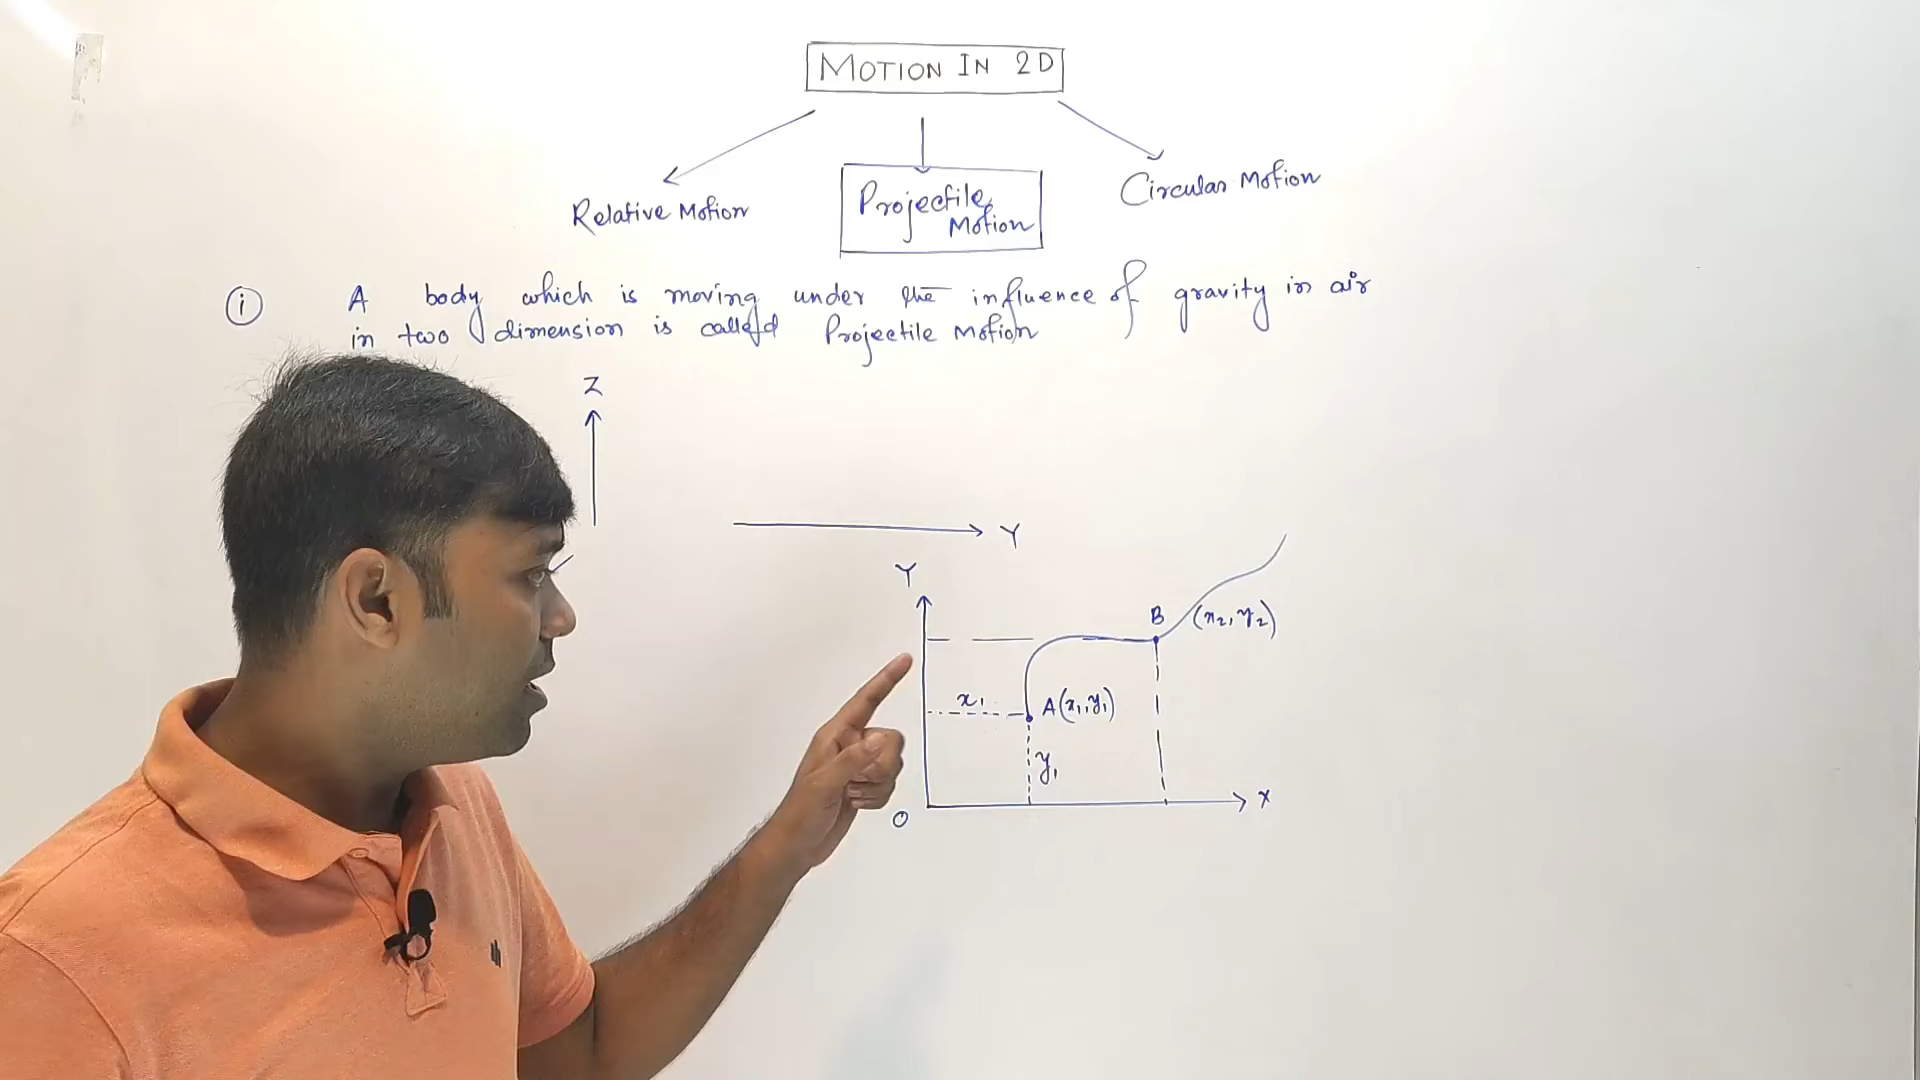 MOTION IN 2D
Relative Motion
Projectile
Motion
Circular Motion
i A body which is moving under the influence of gravity in air
in two dimension is called Projectile Motion
Z
Y
Y
B (x2, y2)
x1 A(x1, y1)
y1
O
X